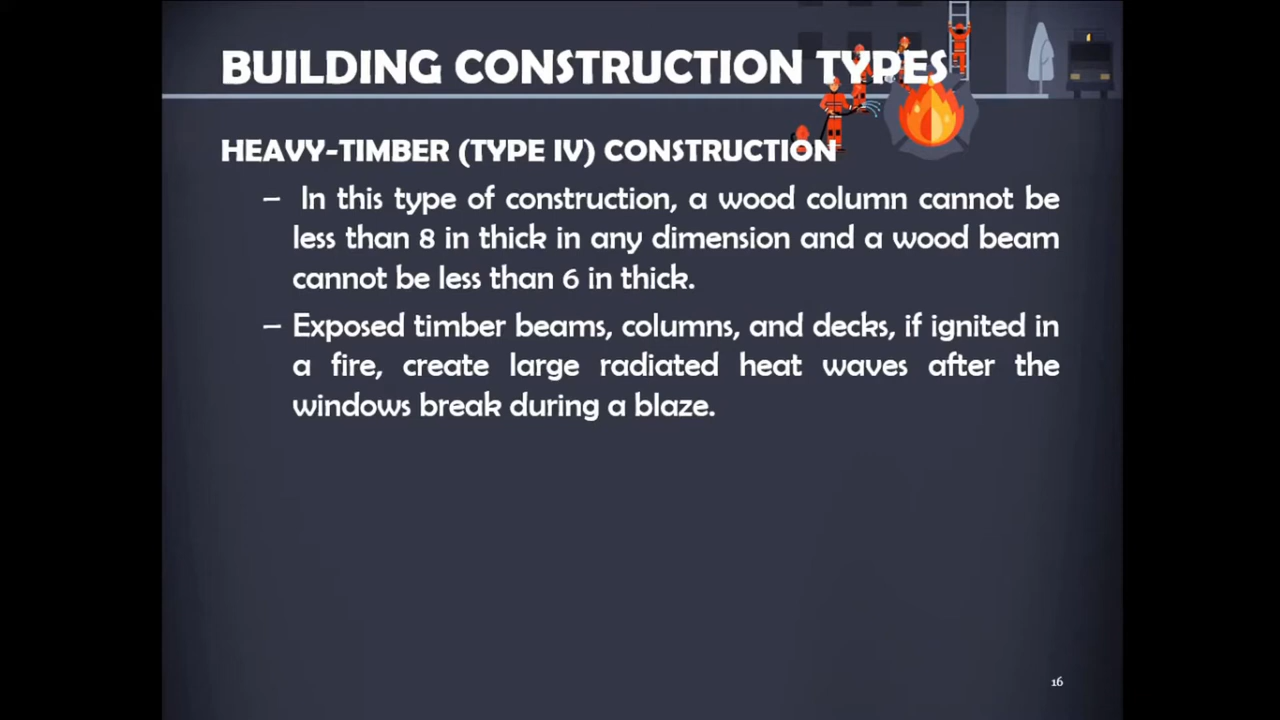 BUILDING CONSTRUCTION TYPES
HEAVY-TIMBER (TYPE IV) CONSTRUCTION
– In this type of construction, a wood column cannot be
less than 8 in thick in any dimension and a wood beam
cannot be less than 6 in thick.
– Exposed timber beams, columns, and decks, if ignited in
a fire, create large radiated heat waves after the
windows break during a blaze.
16